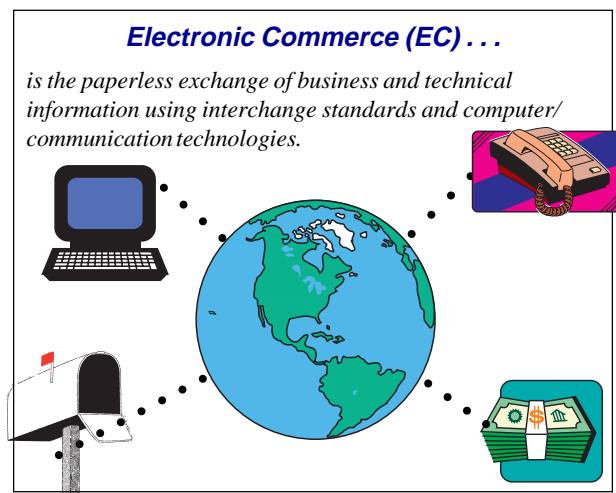 Electronic Commerce (EC) . . .
is the paperless exchange of business and technical
information using interchange standards and computer/
communication technologies.
$